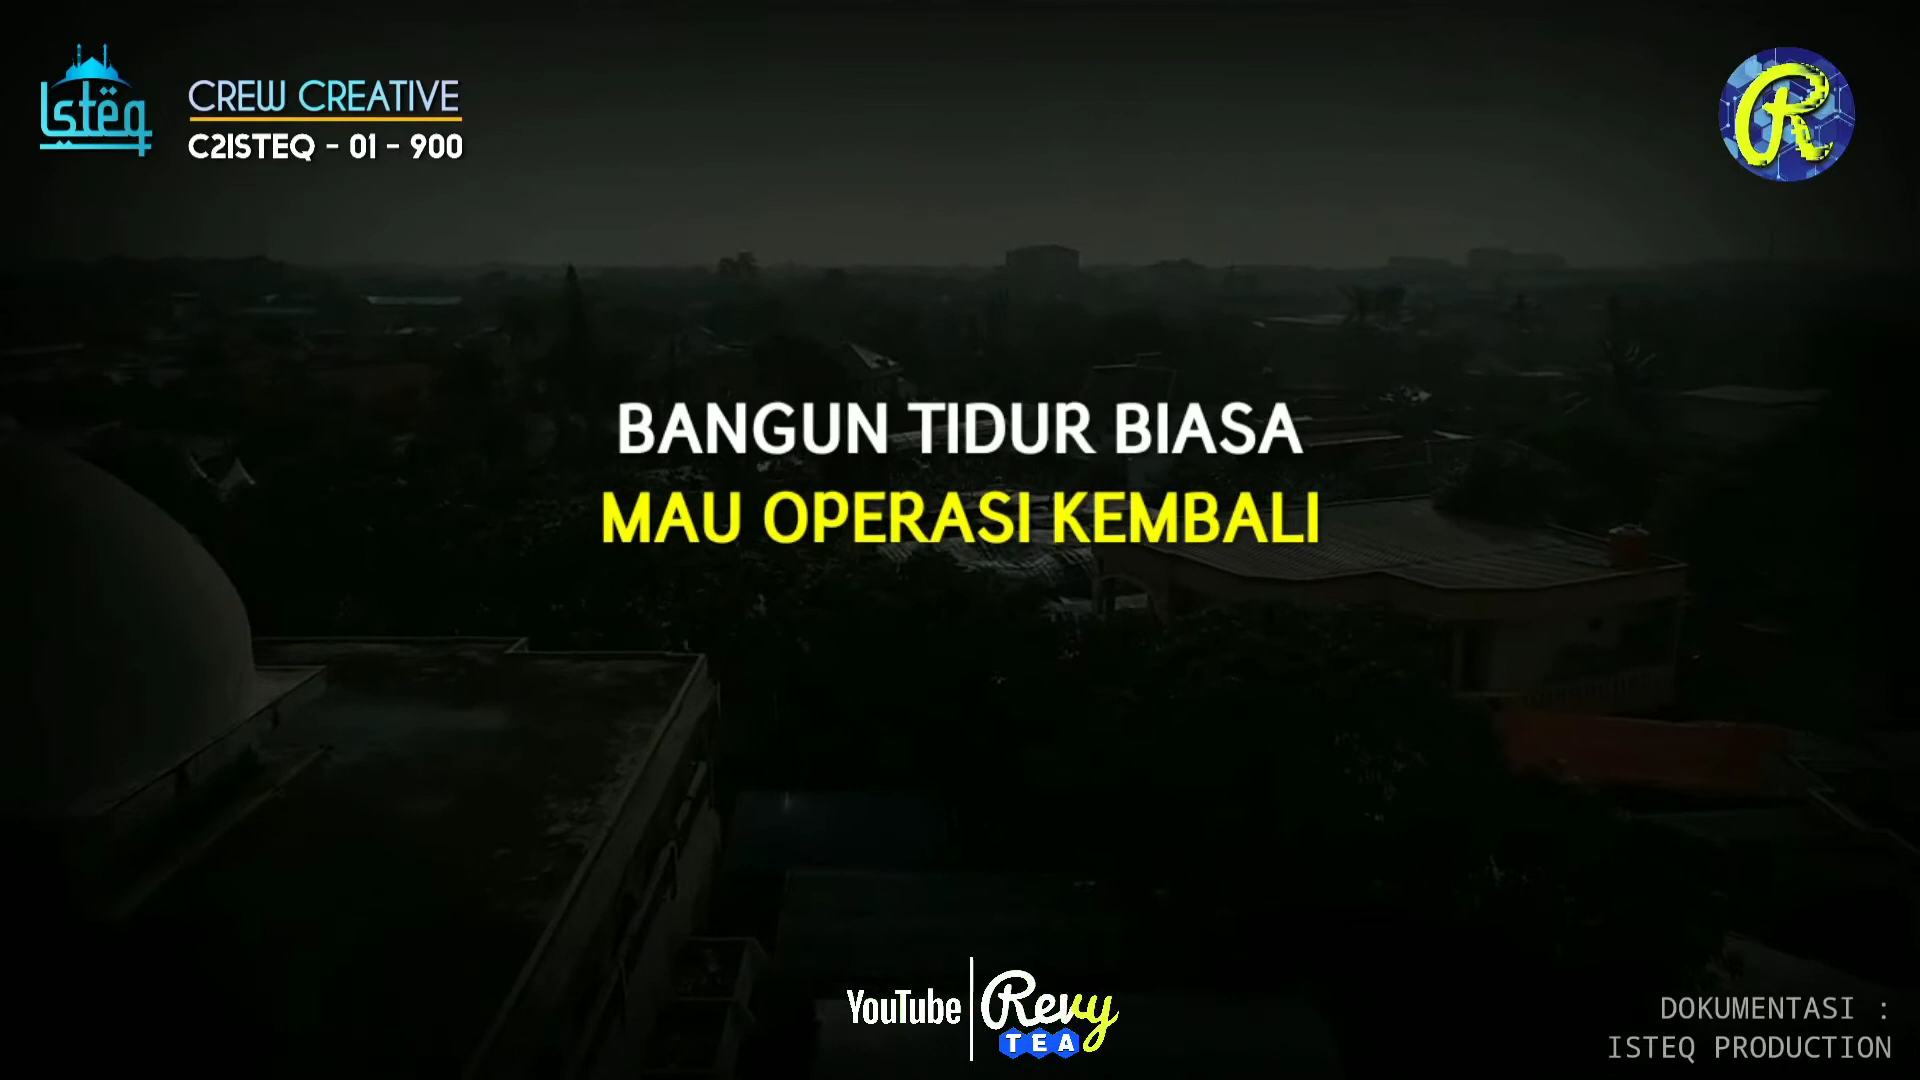 Isteq
CREW CREATIVE
C2ISTEQ - 01 - 900
R
BANGUN TIDUR BIASA
MAU OPERASI KEMBALI
YouTube
Revy
TEA
DOKUMENTASI :
ISTEQ PRODUCTION